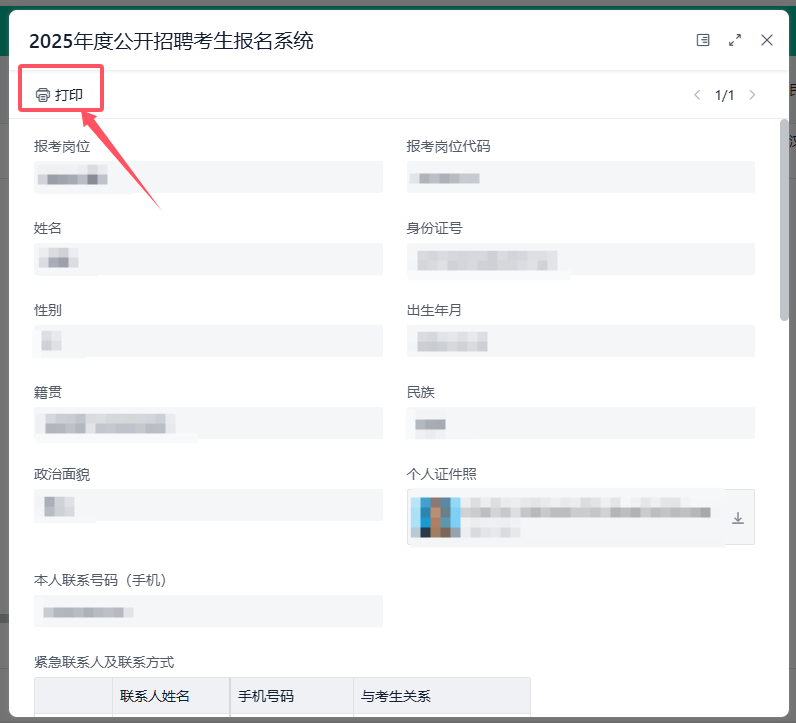 2025年度公开招聘考生报名系统
打印
1/1
报考岗位
报考岗位代码
姓名
身份证号
性别
出生年月
籍贯
民族
政治面貌
个人证件照
本人联系号码（手机）
紧急联系人及联系方式
联系人姓名 手机号码 与考生关系